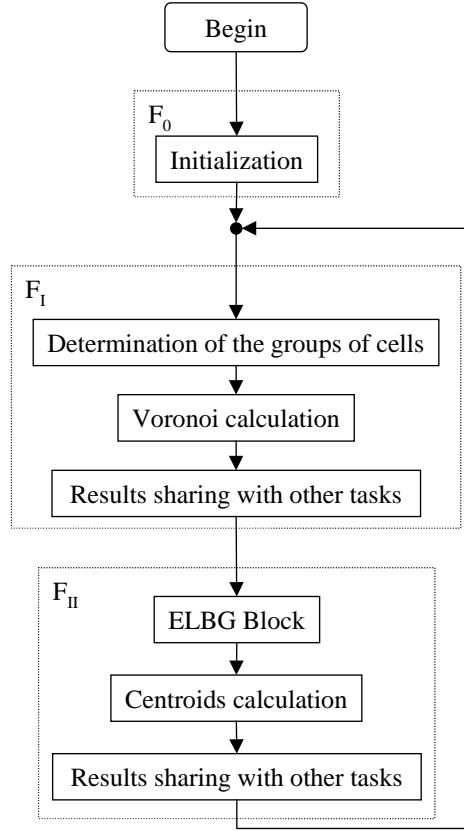 Begin
F0
Initialization
FI
Determination of the groups of cells
Voronoi calculation
Results sharing with other tasks
FII
ELBG Block
Centroids calculation
Results sharing with other tasks